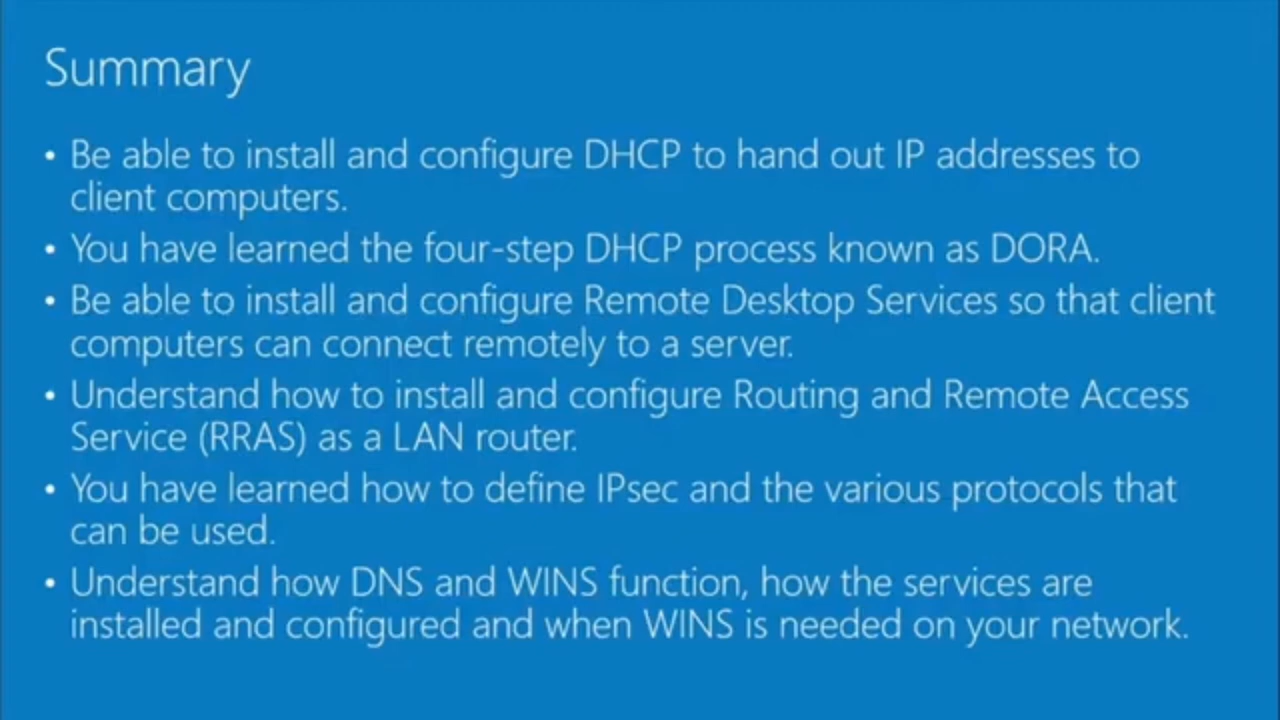 Summary
• Be able to install and configure DHCP to hand out IP addresses to
client computers.
• You have learned the four-step DHCP process known as DORA.
• Be able to install and configure Remote Desktop Services so that client
computers can connect remotely to a server.
• Understand how to install and configure Routing and Remote Access
Service (RRAS) as a LAN router.
• You have learned how to define IPsec and the various protocols that
can be used.
• Understand how DNS and WINS function, how the services are
installed and configured and when WINS is needed on your network.